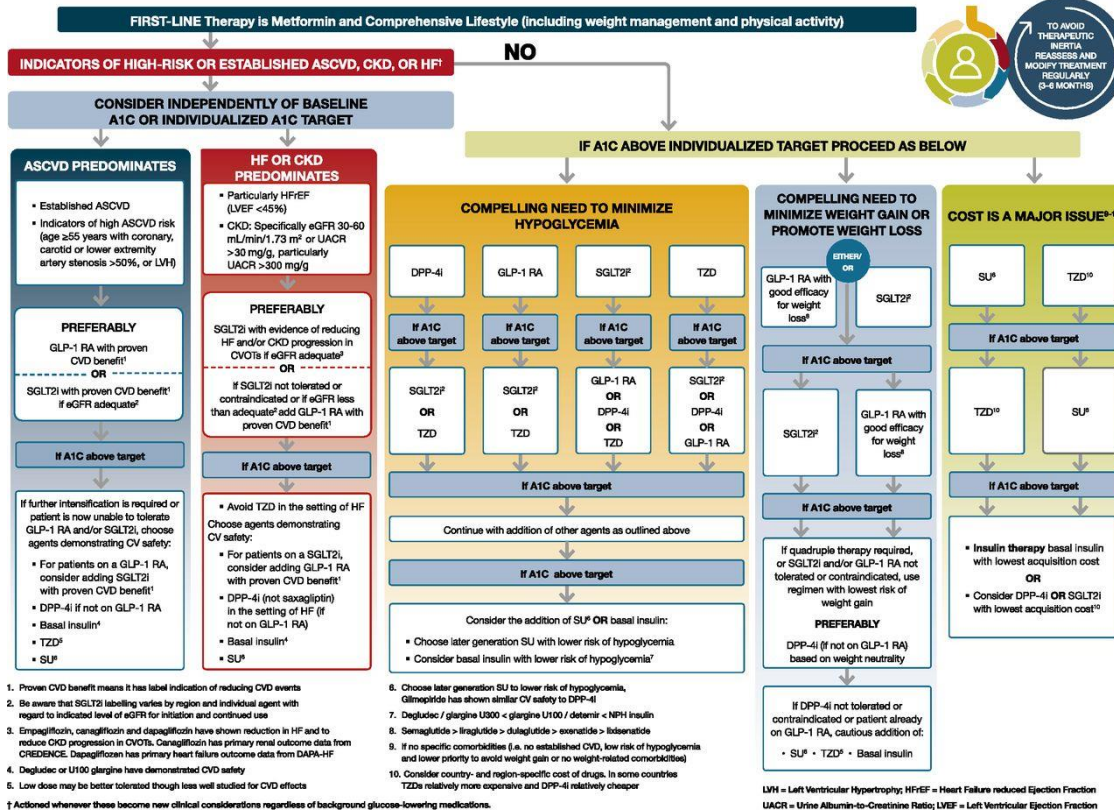 FIRST-LINE Therapy is Metformin and Comprehensive Lifestyle (including weight management and physical activity)
TO AVOID
THERAPEUTIC
INERTIA
REASSESS AND
MODIFY TREATMENT
REGULARLY
(3-6 MONTHS)
INDICATORS OF HIGH-RISK OR ESTABLISHED ASCVD, CKD, OR HF†
NO
CONSIDER INDEPENDENTLY OF BASELINE
A1C OR INDIVIDUALIZED A1C TARGET
IF A1C ABOVE INDIVIDUALIZED TARGET PROCEED AS BELOW
ASCVD PREDOMINATES
▪ Established ASCVD
▪ Indicators of high ASCVD risk
(age ≥55 years with coronary,
carotid or lower extremity
artery stenosis >50%, or LVH)
PREFERABLY
GLP-1 RA with proven
CVD benefit¹
OR
SGLT2i with proven CVD benefit¹
if eGFR adequate²
If A1C above target
If further intensification is required or
patient is now unable to tolerate
GLP-1 RA and/or SGLT2i, choose
agents demonstrating CV safety:
▪ For patients on a GLP-1 RA,
consider adding SGLT2i
with proven CVD benefit¹
▪ DPP-4i if not on GLP-1 RA
▪ Basal insulin⁴
▪ TZD⁵
▪ SU⁶
HF OR CKD
PREDOMINATES
▪ Particularly HFrEF
(LVEF <45%)
▪ CKD: Specifically eGFR 30-60
mL/min/1.73 m² or UACR
>30 mg/g, particularly
UACR >300 mg/g
PREFERABLY
SGLT2i with evidence of reducing
HF and/or CKD progression in
CVOTs if eGFR adequate³
OR
If SGLT2i not tolerated or
contraindicated or if eGFR less
than adequate² add GLP-1 RA with
proven CVD benefit¹
If A1C above target
▪ Avoid TZD in the setting of HF
Choose agents demonstrating
CV safety:
▪ For patients on a SGLT2i,
consider adding GLP-1 RA
with proven CVD benefit¹
▪ DPP-4i (not saxagliptin)
in the setting of HF (if
not on GLP-1 RA)
▪ Basal insulin⁴
▪ SU⁶
COMPELLING NEED TO MINIMIZE
HYPOGLYCEMIA
DPP-4i
GLP-1 RA
SGLT2i²
TZD
If A1C
above target
If A1C
above target
If A1C
above target
If A1C
above target
SGLT2i²
OR
TZD
SGLT2i²
OR
TZD
GLP-1 RA
OR
DPP-4i
OR
TZD
SGLT2i²
OR
DPP-4i
OR
GLP-1 RA
If A1C above target
Continue with addition of other agents as outlined above
If A1C above target
Consider the addition of SU⁶ OR basal insulin:
▪ Choose later generation SU with lower risk of hypoglycemia
▪ Consider basal insulin with lower risk of hypoglycemia⁷
COMPELLING NEED TO
MINIMIZE WEIGHT GAIN OR
PROMOTE WEIGHT LOSS
EITHER/
OR
GLP-1 RA with
good efficacy
for weight
loss⁸
SGLT2i²
If A1C above target
SGLT2i²
GLP-1 RA with
good efficacy
for weight
loss⁸
If A1C above target
If quadruple therapy required,
or SGLT2i and/or GLP-1 RA not
tolerated or contraindicated, use
regimen with lowest risk of
weight gain
PREFERABLY
DPP-4i (if not on GLP-1 RA)
based on weight neutrality
If DPP-4i not tolerated or
contraindicated or patient already
on GLP-1 RA, cautious addition of:
• SU⁶ • TZD⁵ • Basal insulin
COST IS A MAJOR ISSUE⁹⁻¹
SU⁶
TZD¹⁰
If A1C above target
TZD¹⁰
SU⁶
If A1C above target
▪ Insulin therapy basal insulin
with lowest acquisition cost
OR
▪ Consider DPP-4i OR SGLT2i
with lowest acquisition cost¹⁰
1. Proven CVD benefit means it has label indication of reducing CVD events
2. Be aware that SGLT2i labelling varies by region and individual agent with
regard to indicated level of eGFR for initiation and continued use
3. Empagliflozin, canagliflozin and dapagliflozin have shown reduction in HF and to
reduce CKD progression in CVOTs. Canagliflozin has primary renal outcome data from
CREDENCE. Dapagliflozin has primary heart failure outcome data from DAPA-HF
4. Degludec or U100 glargine have demonstrated CVD safety
5. Low dose may be better tolerated though less well studied for CVD effects
† Actioned whenever these become new clinical considerations regardless of background glucose-lowering medications.
6. Choose later generation SU to lower risk of hypoglycemia,
Glimepiride has shown similar CV safety to DPP-4i
7. Degludec / glargine U300 < glargine U100 / detemir < NPH insulin
8. Semaglutide > liraglutide > dulaglutide > exenatide > lixisenatide
9. If no specific comorbidities (i.e. no established CVD, low risk of hypoglycemia
and lower priority to avoid weight gain or no weight-related comorbidities)
10. Consider country- and region-specific cost of drugs. In some countries
TZDs relatively more expensive and DPP-4i relatively cheaper
LVH = Left Ventricular Hypertrophy; HFrEF = Heart Failure reduced Ejection Fraction
UACR = Urine Albumin-to-Creatinine Ratio; LVEF = Left Ventricular Ejection Fraction